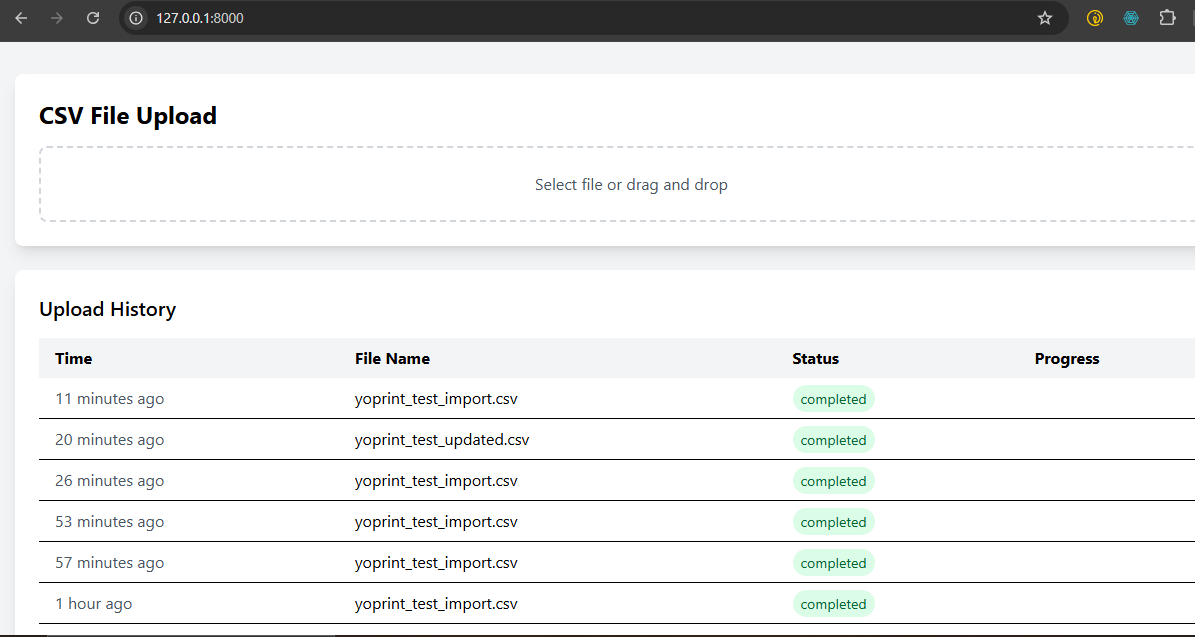 127.0.0.1:8000
CSV File Upload
Select file or drag and drop
Upload History
Time File Name Status Progress
11 minutes ago yoprint_test_import.csv completed
20 minutes ago yoprint_test_updated.csv completed
26 minutes ago yoprint_test_import.csv completed
53 minutes ago yoprint_test_import.csv completed
57 minutes ago yoprint_test_import.csv completed
1 hour ago yoprint_test_import.csv completed